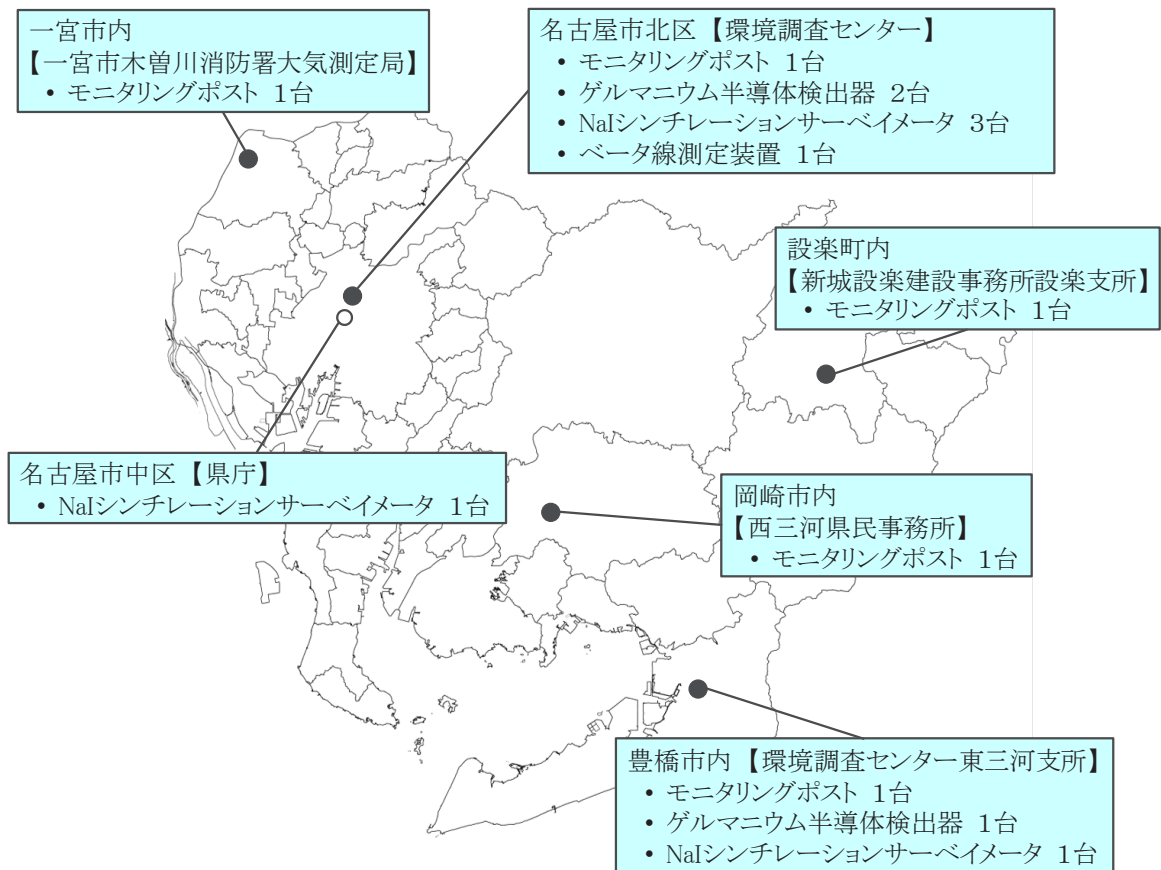 一宮市内
【一宮市木曽川消防署大気測定局】
• モニタリングポスト 1台
名古屋市北区 【環境調査センター】
• モニタリングポスト 1台
• ゲルマニウム半導体検出器 2台
• NaIシンチレーションサーベイメータ 3台
• ベータ線測定装置 1台
設楽町内
【新城設楽建設事務所設楽支所】
• モニタリングポスト 1台
名古屋市中区 【県庁】
• NaIシンチレーションサーベイメータ 1台
岡崎市内
【西三河県民事務所】
• モニタリングポスト 1台
豊橋市内 【環境調査センター東三河支所】
• モニタリングポスト 1台
• ゲルマニウム半導体検出器 1台
• NaIシンチレーションサーベイメータ 1台